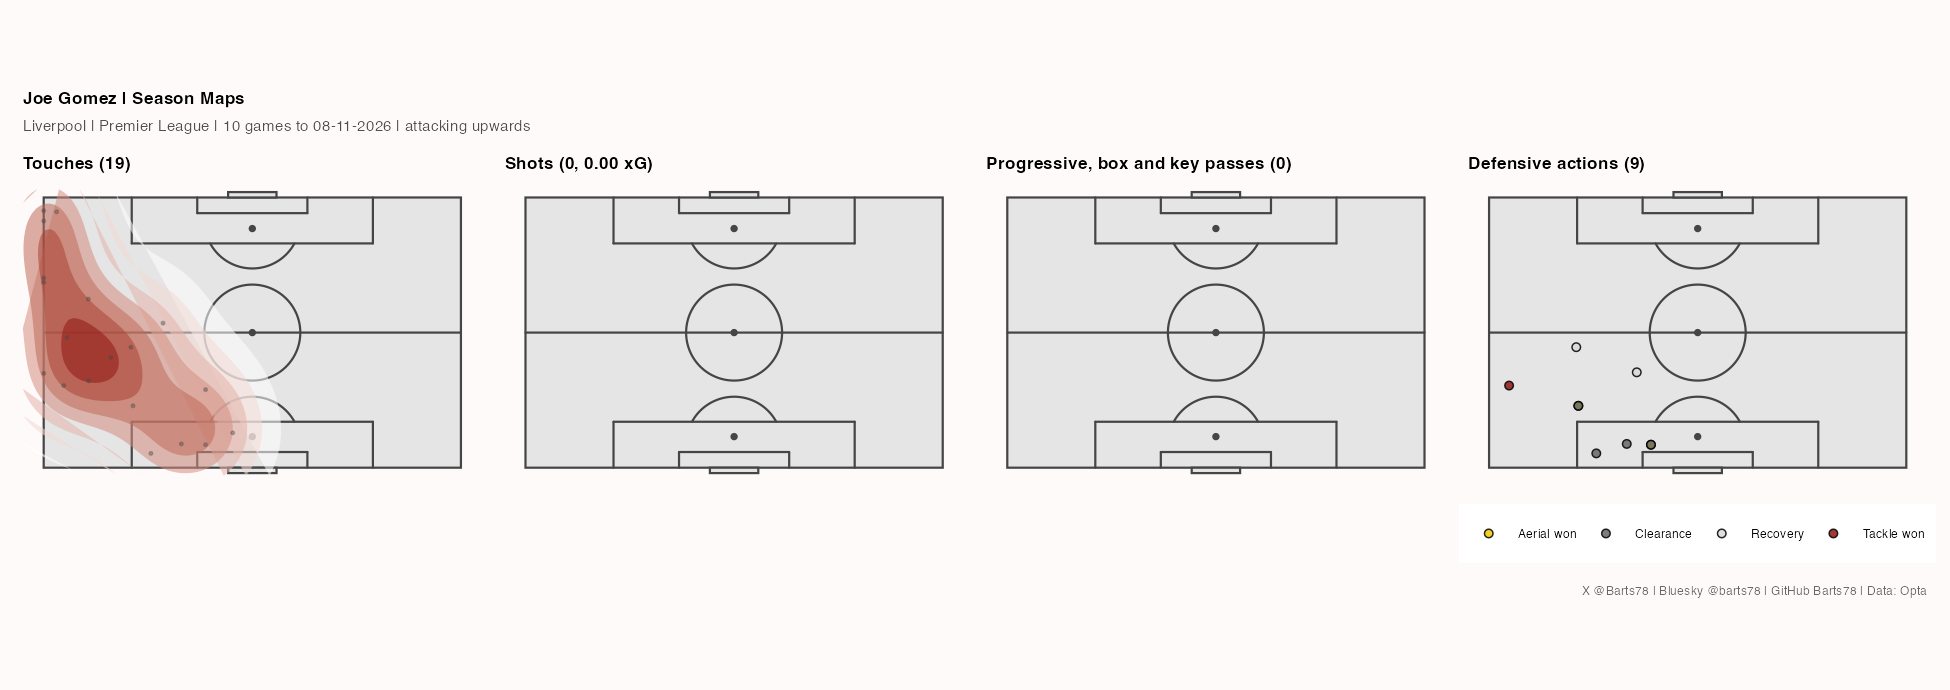 Joe Gomez | Season Maps
Liverpool | Premier League | 10 games to 08-11-2026 | attacking upwards
Touches (19)
Shots (0, 0.00 xG)
Progressive, box and key passes (0)
Defensive actions (9)
Aerial won
Clearance
Recovery
Tackle won
X @Barts78 | Bluesky @barts78 | GitHub Barts78 | Data: Opta